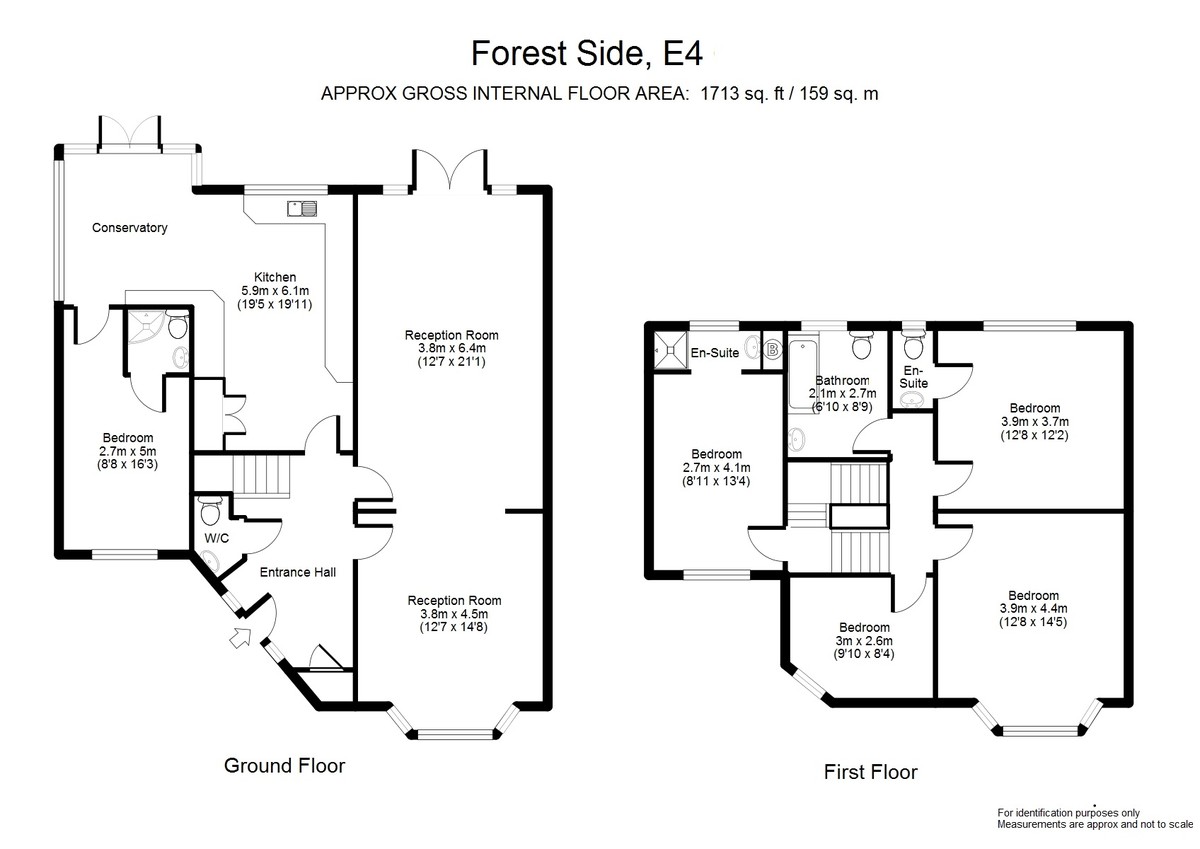 Forest Side, E4
APPROX GROSS INTERNAL FLOOR AREA: 1713 sq. ft / 159 sq. m
Conservatory
Kitchen
5.9m x 6.1m
(19'5 x 19'11)
Reception Room
3.8m x 6.4m
(12'7 x 21'1)
Bedroom
2.7m x 5m
(8'8 x 16'3)
W/C
Entrance Hall
Reception Room
3.8m x 4.5m
(12'7 x 14'8)
Ground Floor
En-Suite
B
Bathroom
2.1m x 2.7m
(6'10 x 8'9)
En-
Suite
Bedroom
3.9m x 3.7m
(12'8 x 12'2)
Bedroom
2.7m x 4.1m
(8'11 x 13'4)
Bedroom
3.9m x 4.4m
(12'8 x 14'5)
Bedroom
3m x 2.6m
(9'10 x 8'4)
First Floor
For identification purposes only
Measurements are approx and not to scale